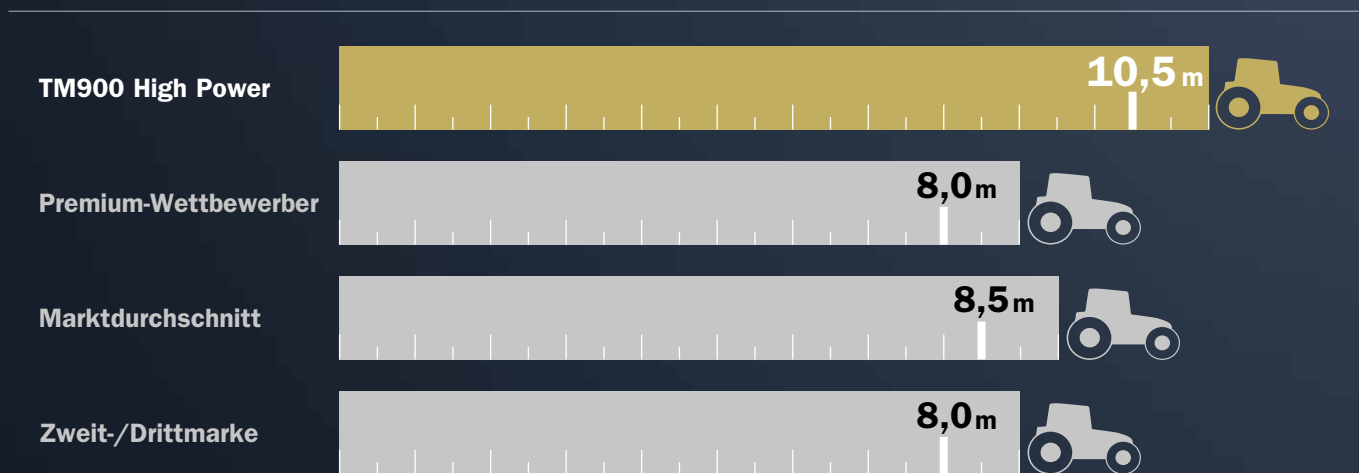 TM900 High Power
10,5 m
Premium-Wettbewerber
8,0 m
Marktdurchschnitt
8,5 m
Zweit-/Drittmarke
8,0 m